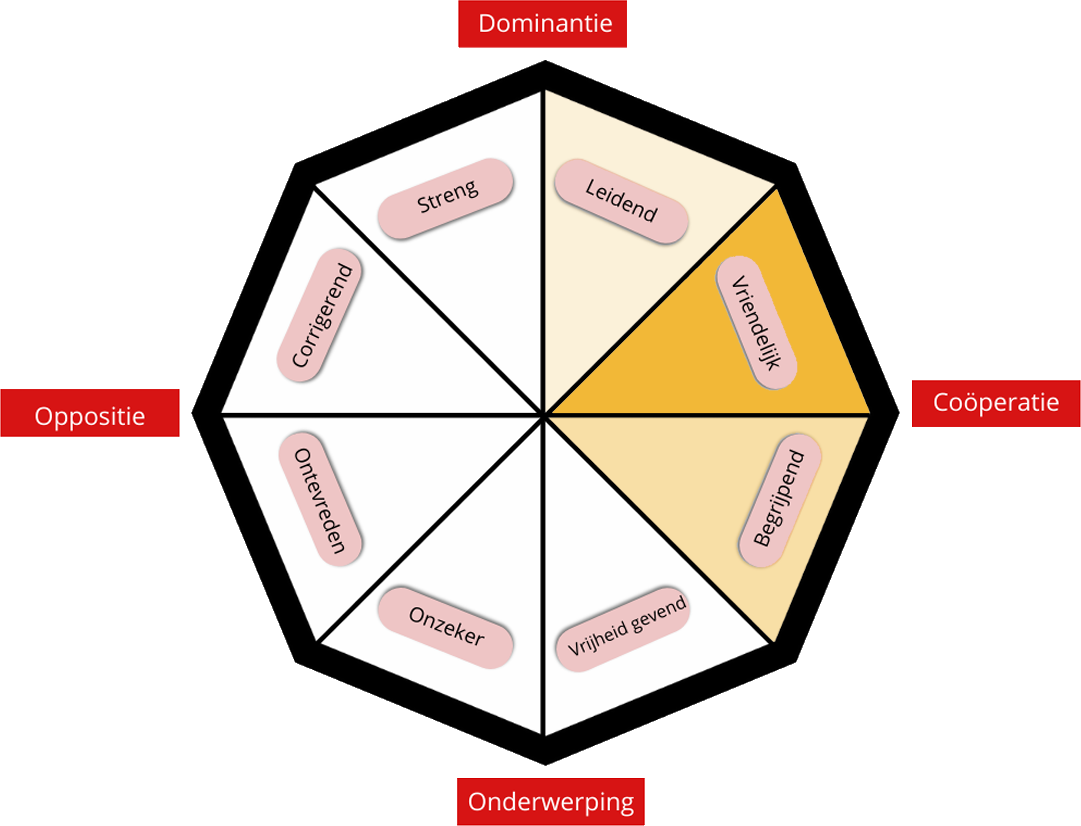 Dominantie
Streng
Leidend
Corrigerend
Vriendelijk
Oppositie
Coöperatie
Ontevreden
Begrijpend
Onzeker
Vrijheid gevend
Onderwerping